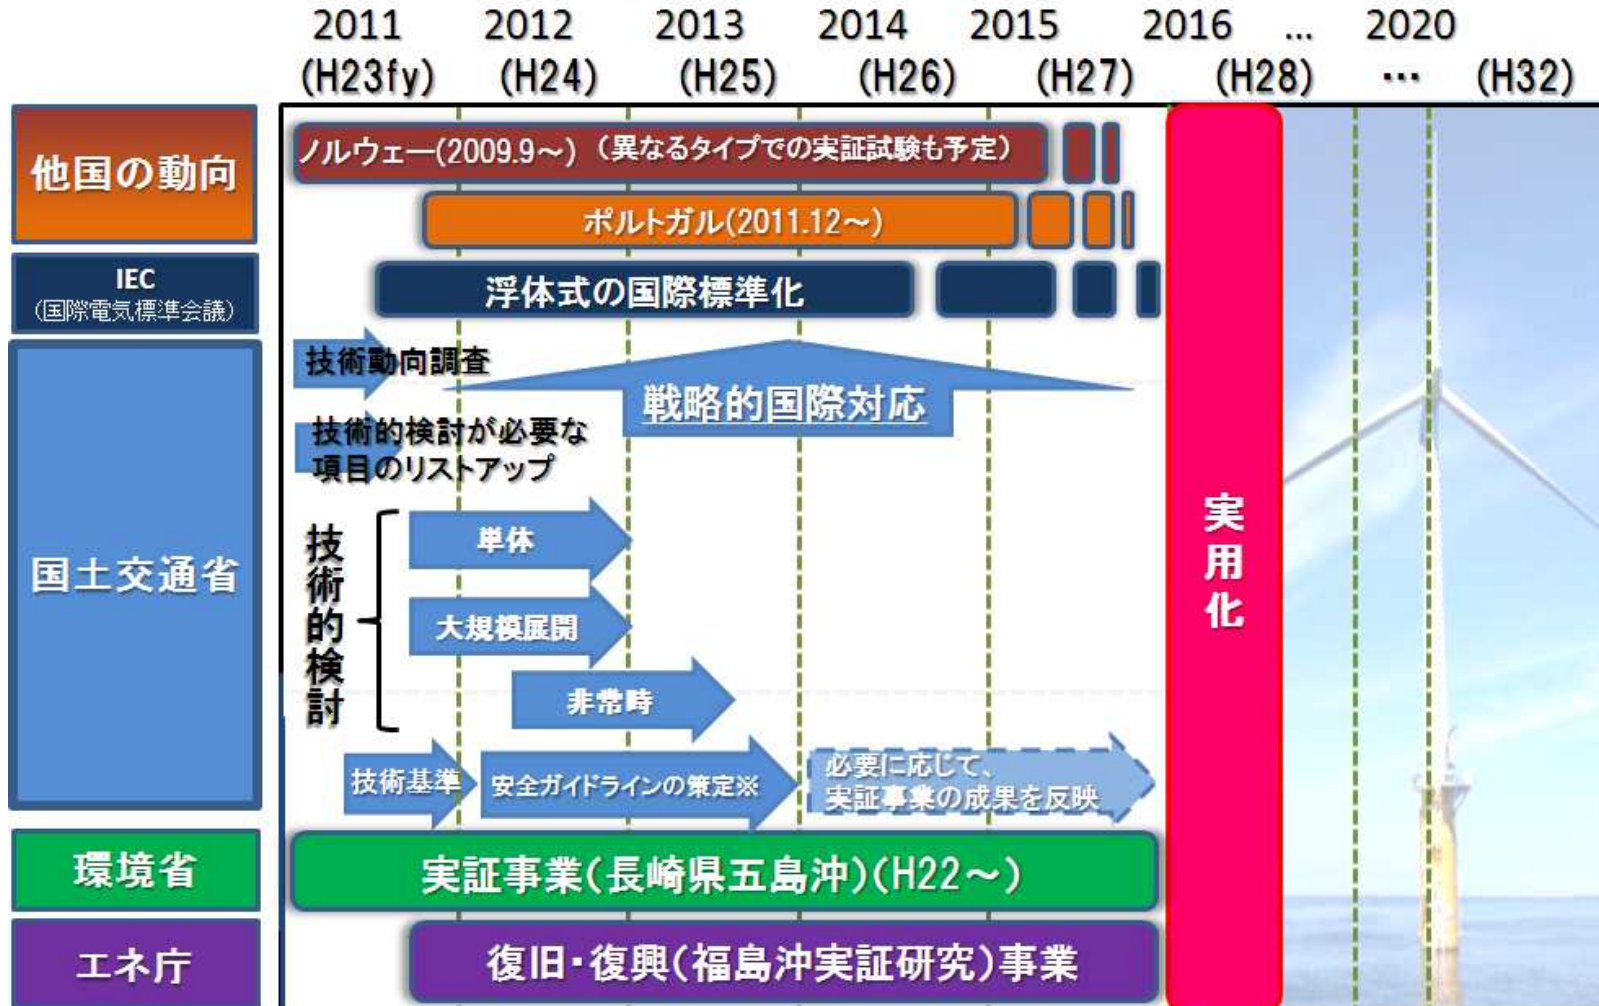 2011 2012 2013 2014 2015 2016 … 2020
(H23fy) (H24) (H25) (H26) (H27) (H28) … (H32)
他国の動向
ノルウェー(2009.9～)(異なるタイプでの実証試験も予定)
ポルトガル(2011.12～)
IEC
(国際電気標準会議)
浮体式の国際標準化
国土交通省
技術動向調査
戦略的国際対応
技術的検討が必要な
項目のリストアップ
技術的検討
単体
大規模展開
非常時
技術基準
安全ガイドラインの策定※
必要に応じて、
実証事業の成果を反映
実用化
環境省
実証事業(長崎県五島沖)(H22～)
エネ庁
復旧・復興(福島沖実証研究)事業